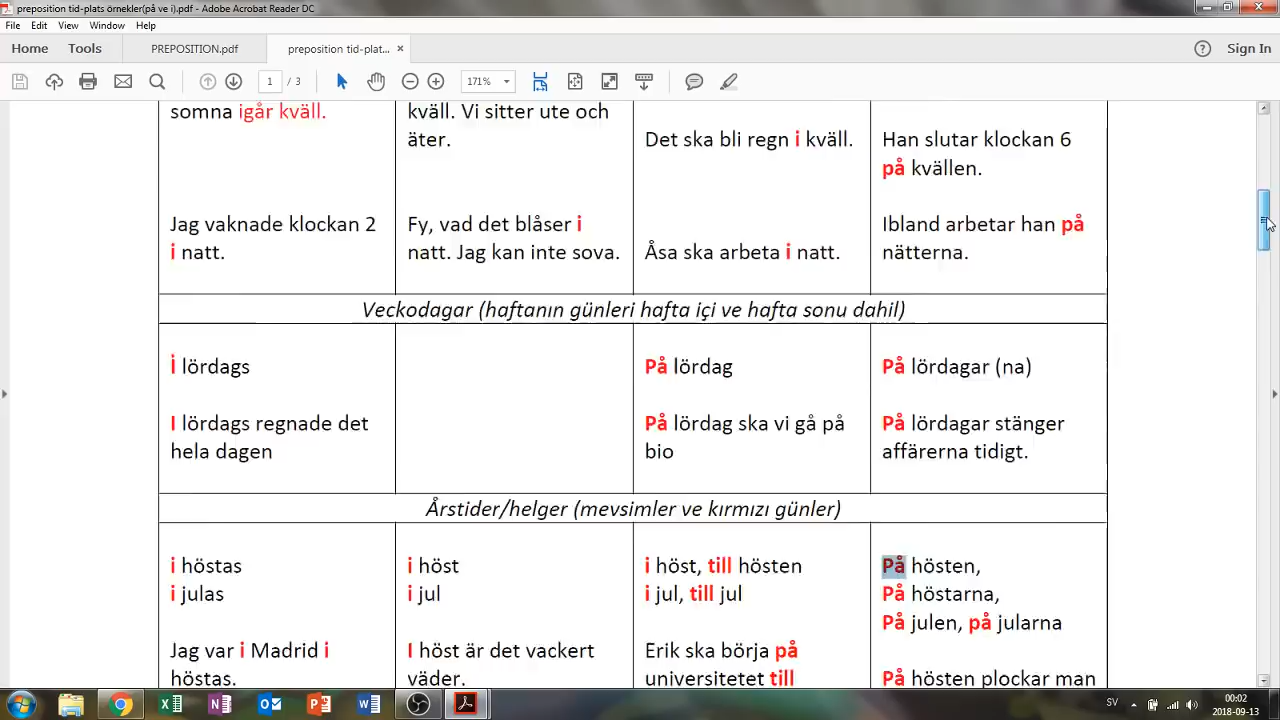 preposition tid-plats örnekler(på ve i).pdf - Adobe Acrobat Reader DC
File Edit View Window Help
Home Tools PREPOSITION.pdf preposition tid-plat... × Sign In
1 / 3 171%
somna igår kväll.
kväll. Vi sitter ute och
äter.
Det ska bli regn i kväll.
Han slutar klockan 6
på kvällen.
Jag vaknade klockan 2
i natt.
Fy, vad det blåser i
natt. Jag kan inte sova.
Åsa ska arbeta i natt.
Ibland arbetar han på
nätterna.
Veckodagar (haftanın günleri hafta içi ve hafta sonu dahil)
İ lördags
I lördags regnade det
hela dagen
På lördag
På lördag ska vi gå på
bio
På lördagar (na)
På lördagar stänger
affärerna tidigt.
Årstider/helger (mevsimler ve kırmızı günler)
i höstas
i julas
Jag var i Madrid i
höstas.
i höst
i jul
I höst är det vackert
väder.
i höst, till hösten
i jul, till jul
Erik ska börja på
universitetet till
På hösten,
På höstarna,
På julen, på jularna
På hösten plockar man
SV 00:02
2018-09-13